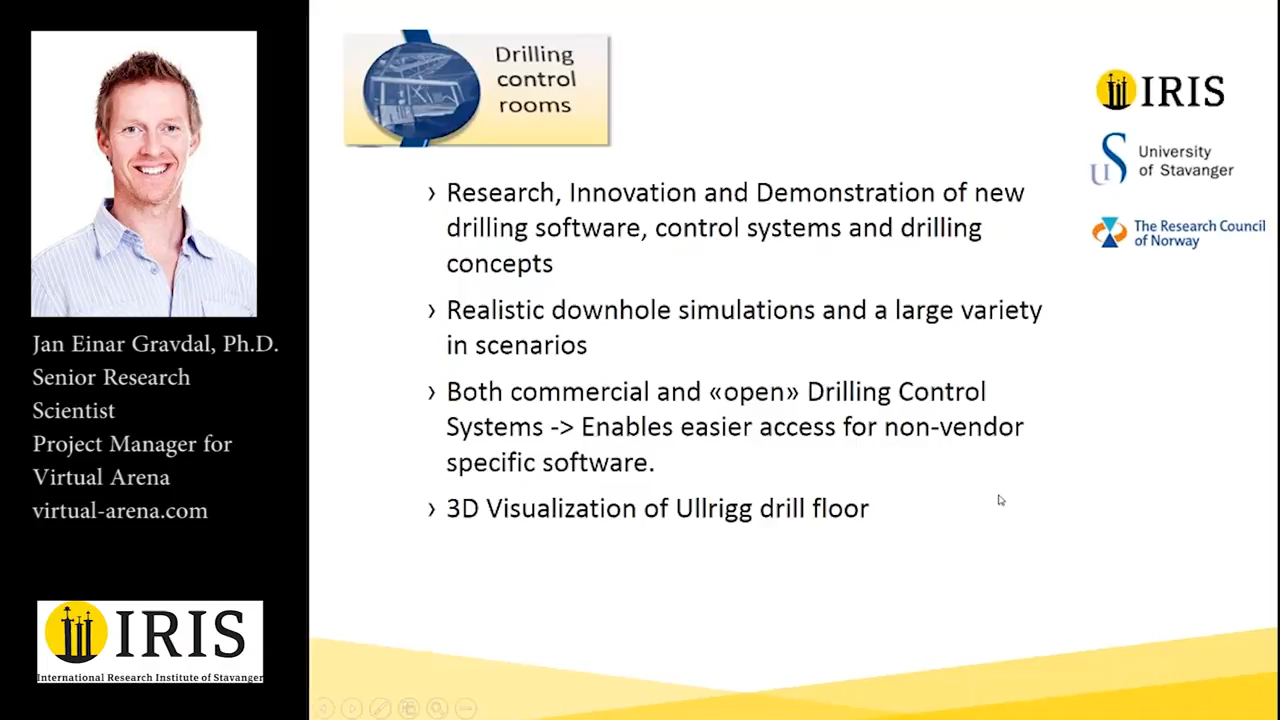 Jan Einar Gravdal, Ph.D.
Senior Research
Scientist
Project Manager for
Virtual Arena
virtual-arena.com
IRIS
International Research Institute of Stavanger
Drilling
control
rooms
› Research, Innovation and Demonstration of new
drilling software, control systems and drilling
concepts
› Realistic downhole simulations and a large variety
in scenarios
› Both commercial and «open» Drilling Control
Systems -> Enables easier access for non-vendor
specific software.
› 3D Visualization of Ullrigg drill floor
IRIS
US University
of Stavanger
The Research Council
of Norway